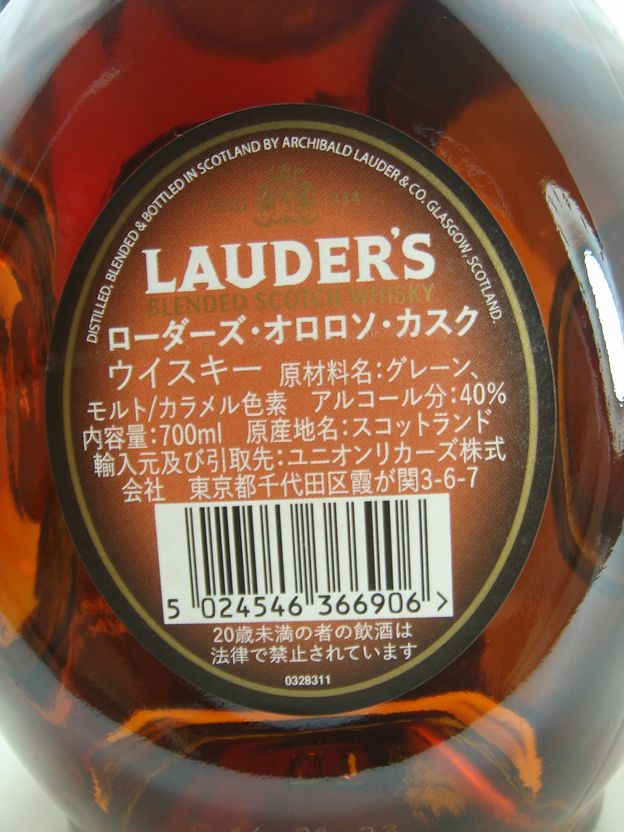 DISTILLED, BLENDED & BOTTLED IN SCOTLAND BY ARCHIBALD LAUDER & CO. GLASGOW, SCOTLAND.
1834
LAUDER'S
BLENDED SCOTCH WHISKY
ローダーズ・オロロソ・カスク
ウイスキー 原材料名:グレーン、
モルト/カラメル色素 アルコール分:40%
内容量:700ml 原産地名:スコットランド
輸入元及び引取先:ユニオンリカーズ株式
会社 東京都千代田区霞が関3-6-7
5 024546 366906 >
20歳未満の者の飲酒は
法律で禁止されています
0328311